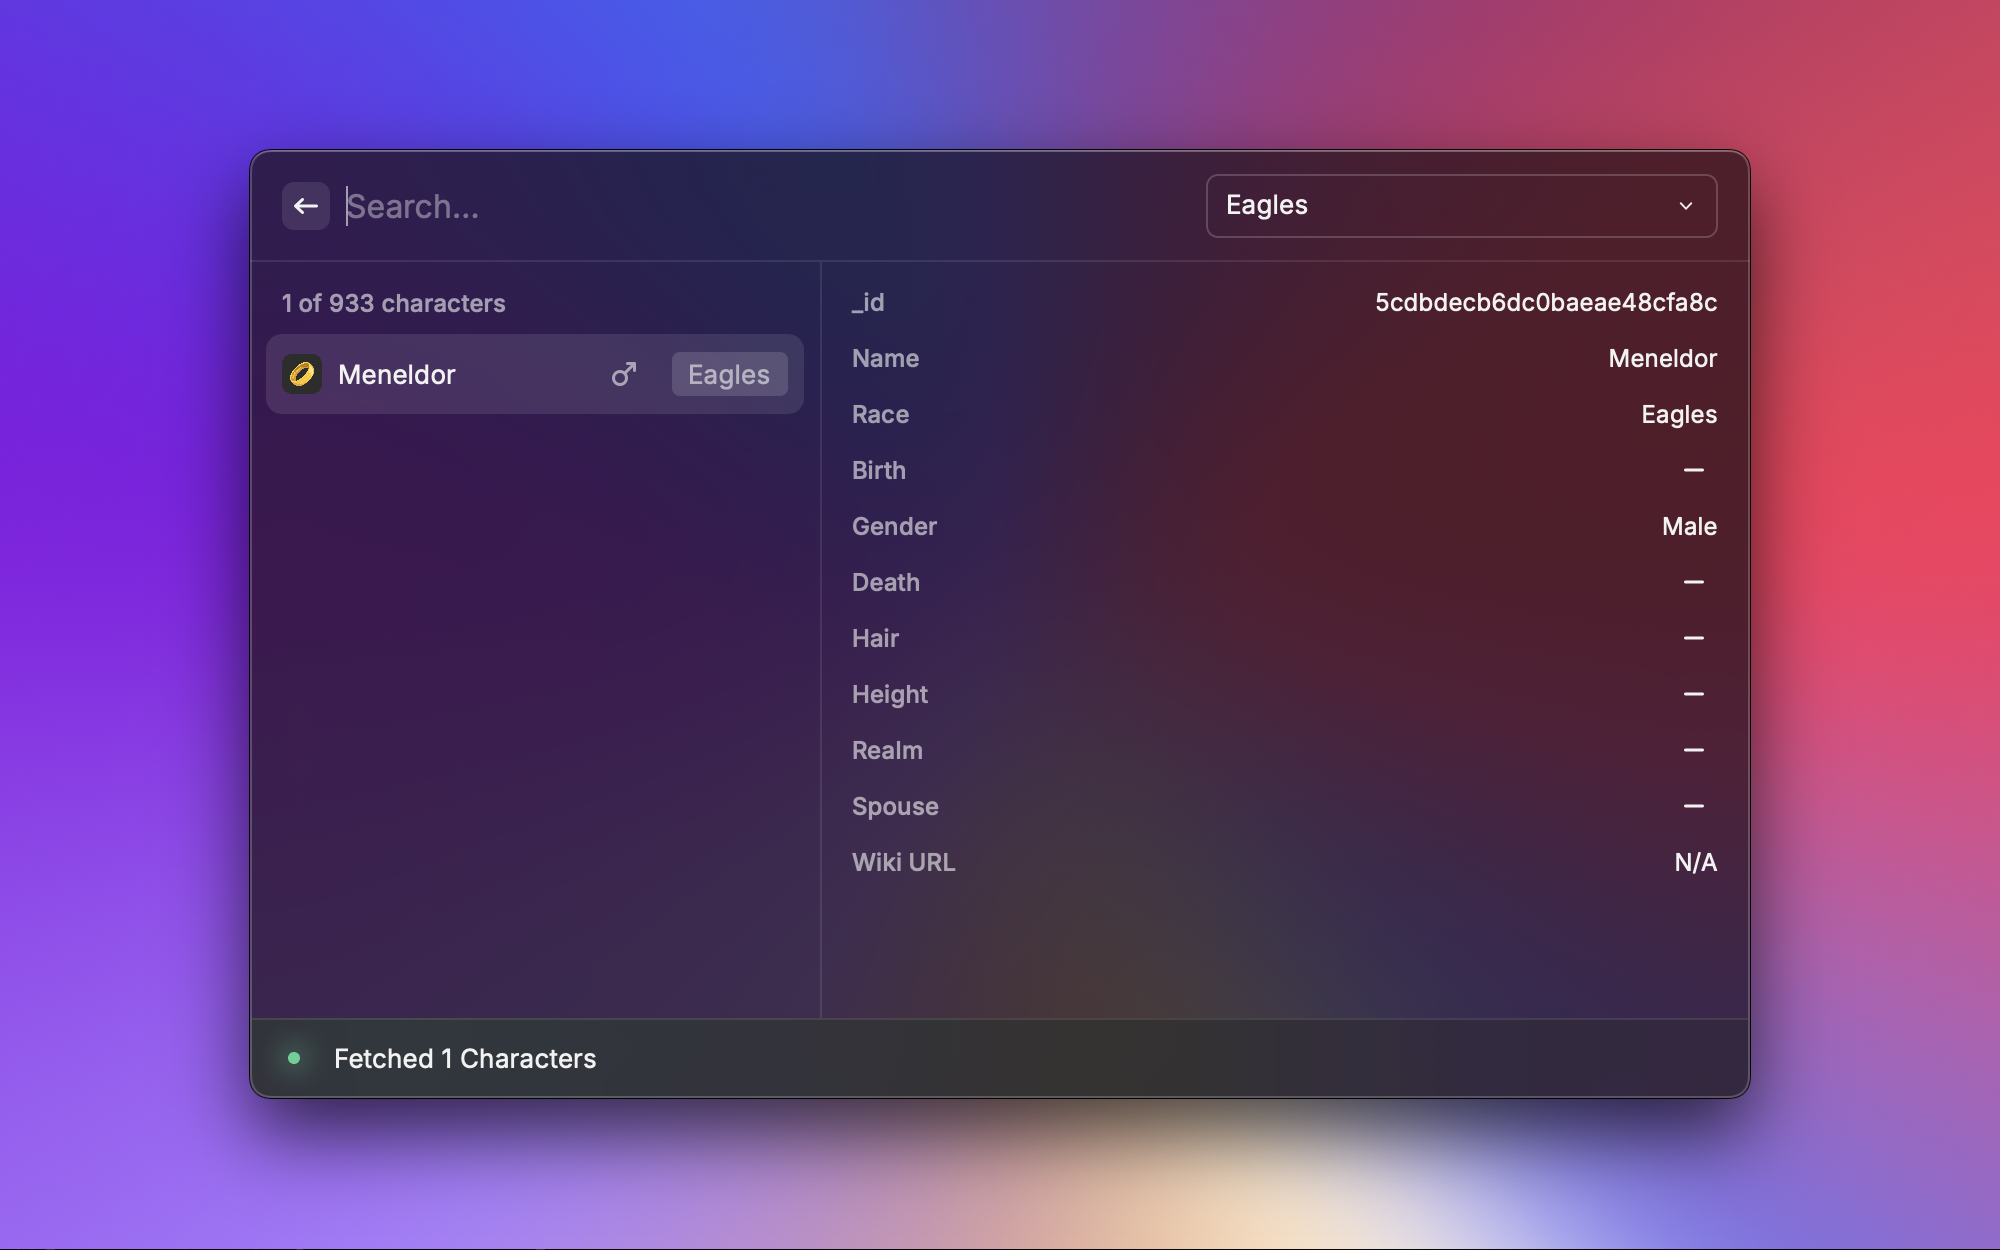 Search...
Eagles
1 of 933 characters
Meneldor ♂ Eagles
_id 5cdbdecb6dc0baeae48cfa8c
Name Meneldor
Race Eagles
Birth —
Gender Male
Death —
Hair —
Height —
Realm —
Spouse —
Wiki URL N/A
Fetched 1 Characters